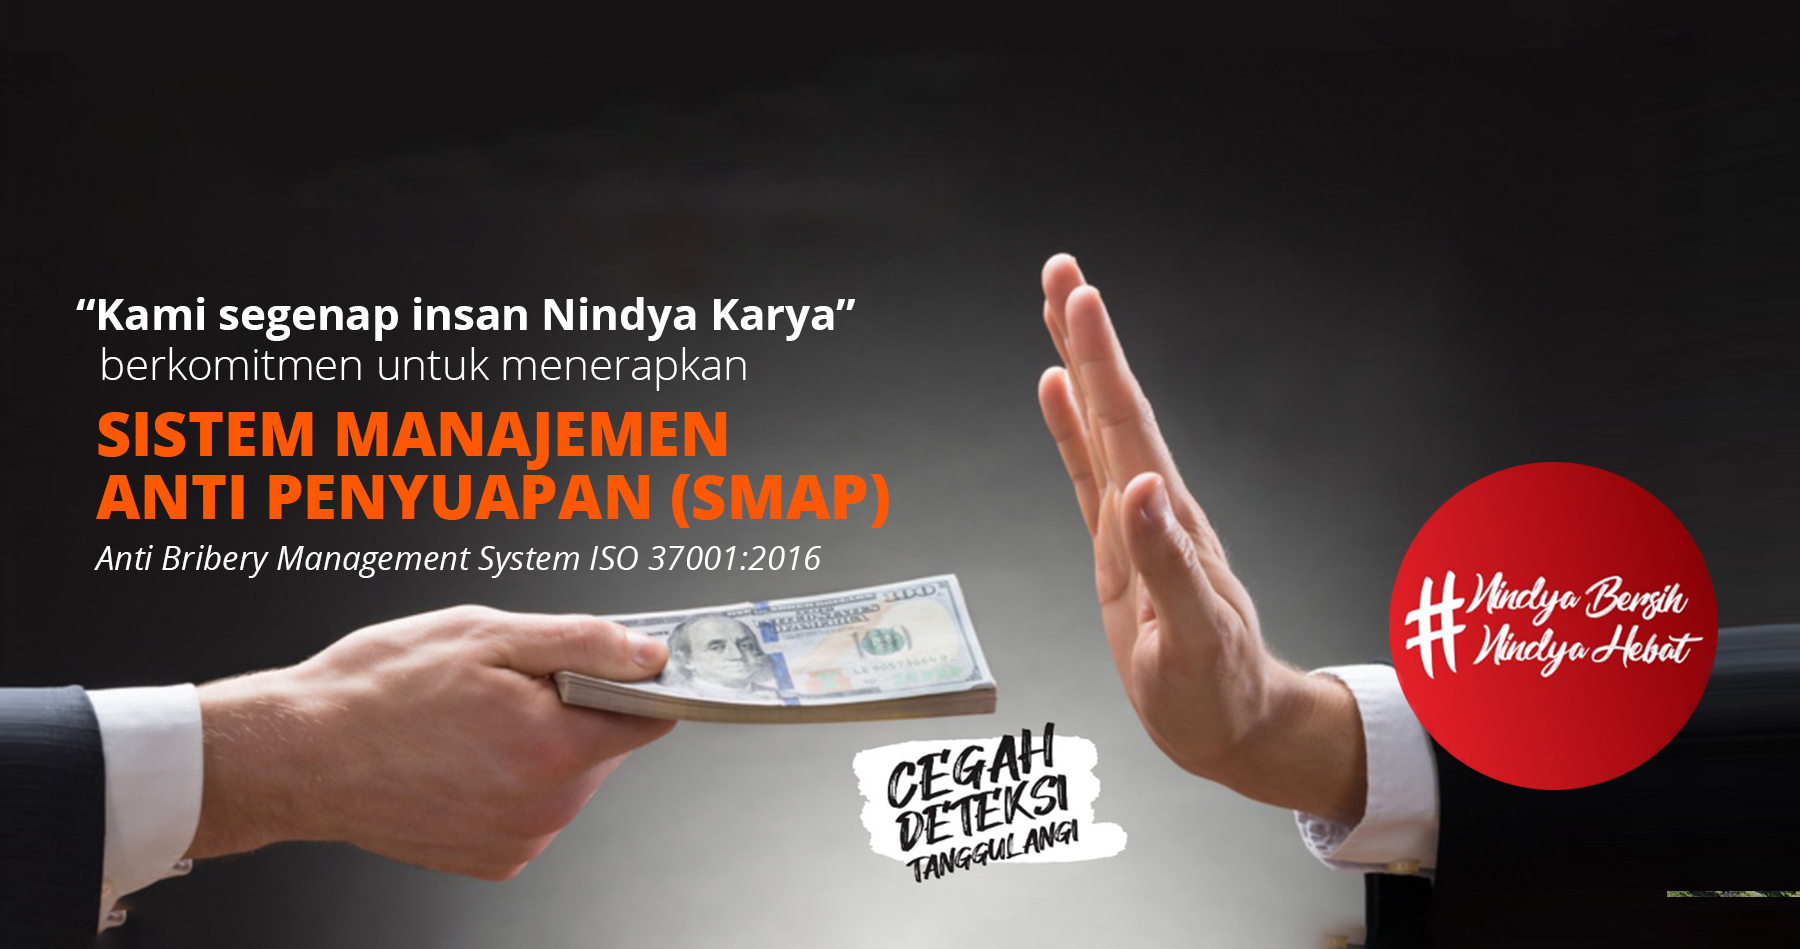 “Kami segenap insan Nindya Karya”
berkomitmen untuk menerapkan
SISTEM MANAJEMEN
ANTI PENYUAPAN (SMAP)
Anti Bribery Management System ISO 37001:2016
100
CEGAH
DETEKSI
TANGGULANGI
#Nindya Bersih
Nindya Hebat